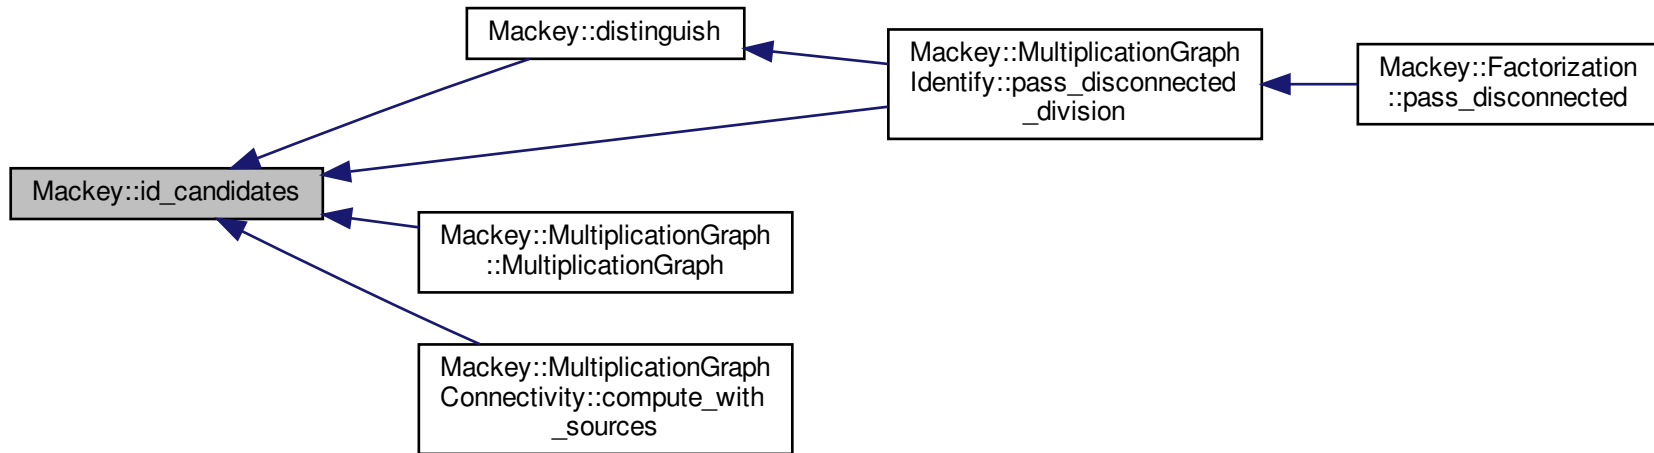 Mackey::distinguish
Mackey::MultiplicationGraph
Identify::pass_disconnected
_division
Mackey::Factorization
::pass_disconnected
Mackey::id_candidates
Mackey::MultiplicationGraph
::MultiplicationGraph
Mackey::MultiplicationGraph
Connectivity::compute_with
_sources